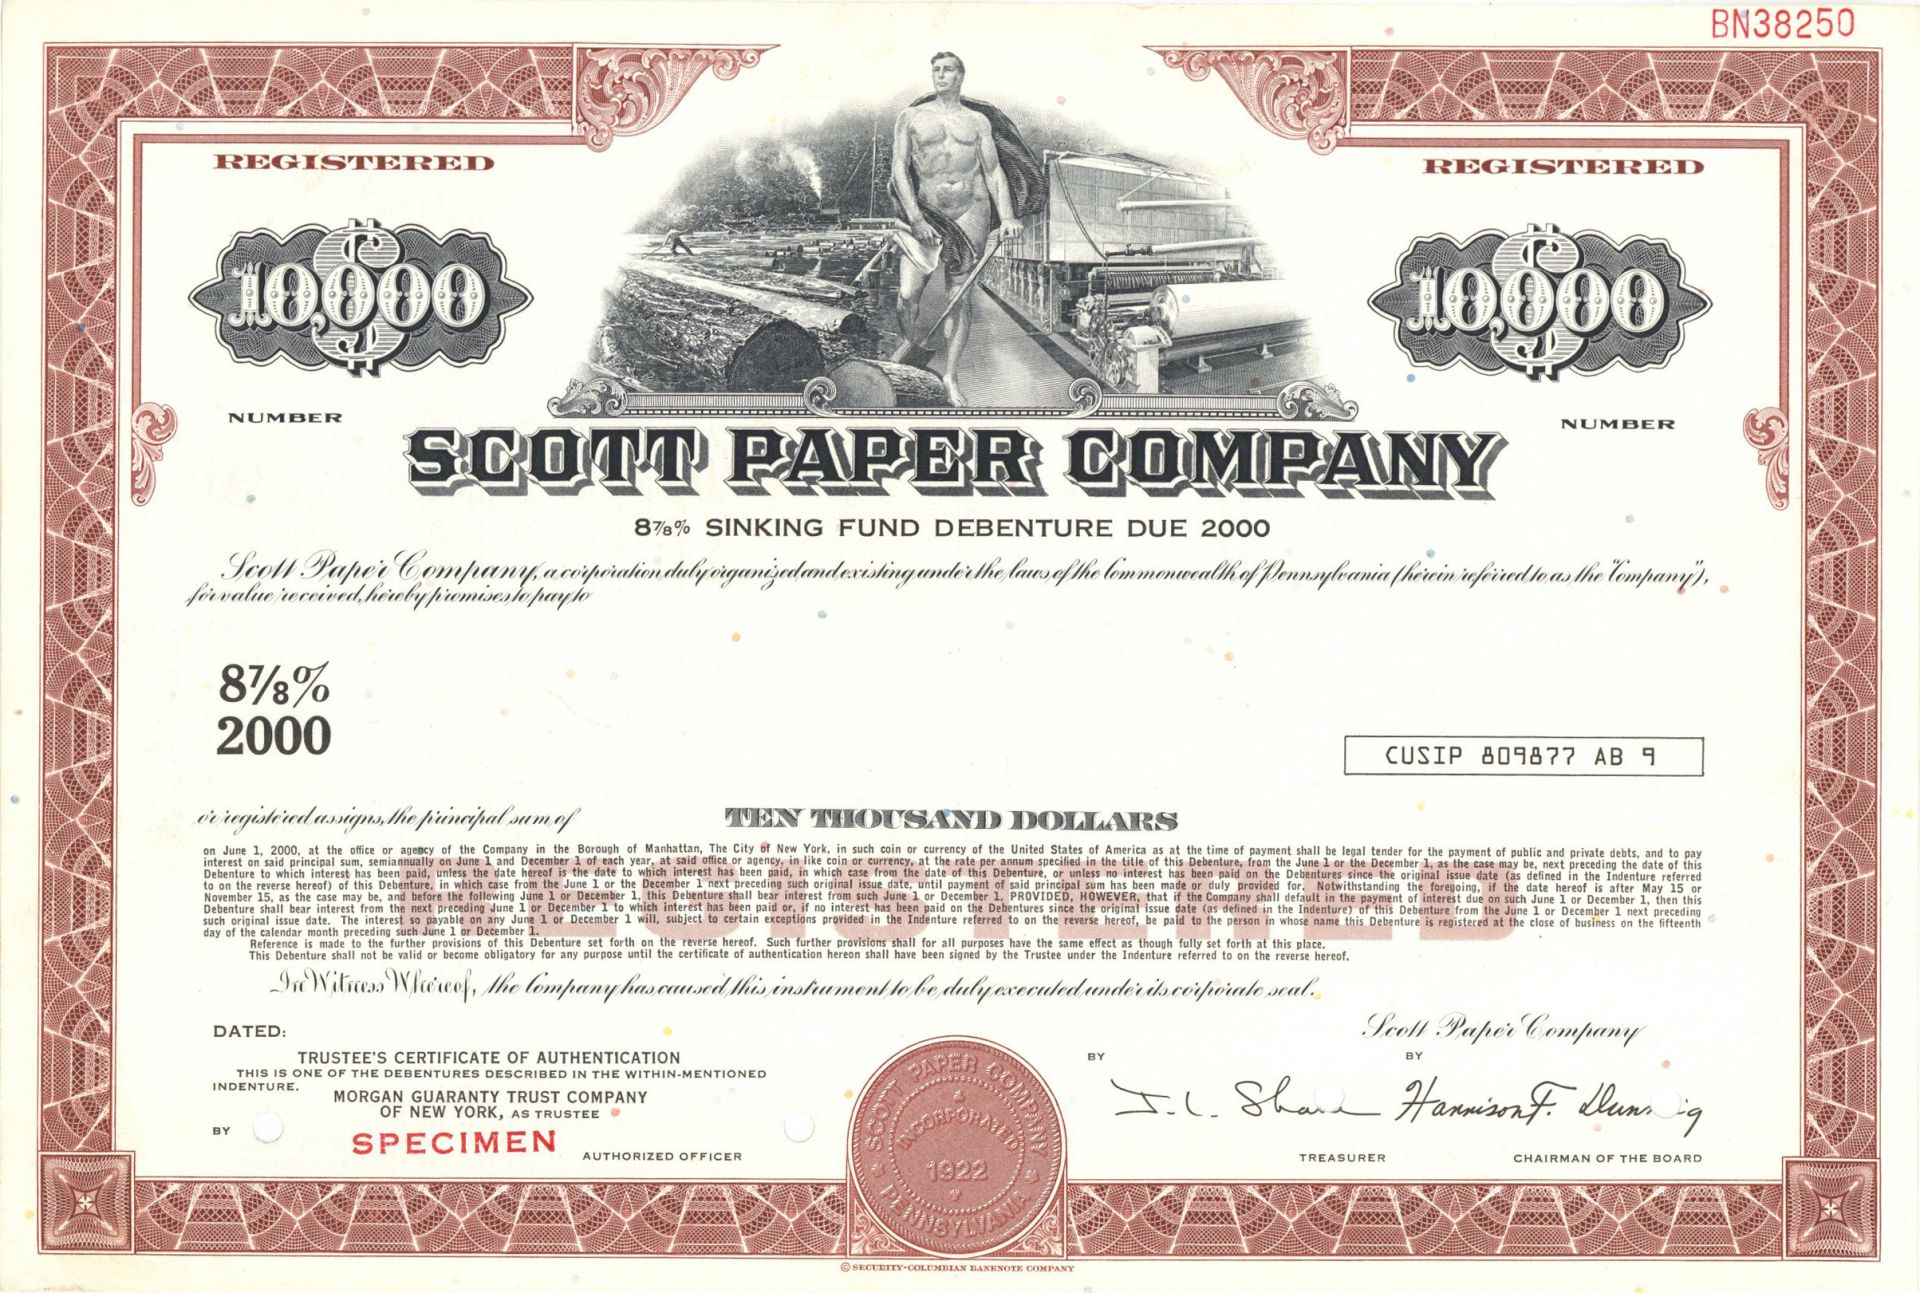 BN38250
REGISTERED
REGISTERED
$10,000
$10,000
NUMBER
NUMBER
SCOTT PAPER COMPANY
8⅞% SINKING FUND DEBENTURE DUE 2000
Scott Paper Company, a corporation duly organized and existing under the laws of the Commonwealth of Pennsylvania (herein referred to as the "Company"),
for value received, hereby promises to pay to
8⅞%
2000
CUSIP 809877 AB 9
or registered assigns, the principal sum of TEN THOUSAND DOLLARS
REGISTERED
on June 1, 2000, at the office or agency of the Company in the Borough of Manhattan, The City of New York, in such coin or currency of the United States of America as at the time of payment shall be legal tender for the payment of public and private debts, and to pay
interest on said principal sum, semiannually on June 1 and December 1 of each year, at said office or agency, in like coin or currency, at the rate per annum specified in the title of this Debenture, from the June 1 or the December 1, as the case may be, next preceding the date of this
Debenture to which interest has been paid, unless the date hereof is the date to which interest has been paid, in which case from the date of this Debenture, or unless no interest has been paid on the Debentures since the original issue date (as defined in the Indenture referred
to on the reverse hereof) of this Debenture, in which case from the June 1 or the December 1 next preceding such original issue date, until payment of said principal sum has been made or duly provided for. Notwithstanding the foregoing, if the date hereof is after May 15 or
November 15, as the case may be, and before the following June 1 or December 1, this Debenture shall bear interest from such June 1 or December 1, PROVIDED, HOWEVER, that if the Company shall default in the payment of interest due on such June 1 or December 1, then this
Debenture shall bear interest from the next preceding June 1 or December 1 to which interest has been paid or, if no interest has been paid on the Debentures since the original issue date (as defined in the Indenture) of this Debenture from the June 1 or December 1 next preceding
such original issue date. The interest so payable on any June 1 or December 1 will, subject to certain exceptions provided in the Indenture referred to on the reverse hereof, be paid to the person in whose name this Debenture is registered at the close of business on the fifteenth
day of the calendar month preceding such June 1 or December 1.
Reference is made to the further provisions of this Debenture set forth on the reverse hereof. Such further provisions shall for all purposes have the same effect as though fully set forth at this place.
This Debenture shall not be valid or become obligatory for any purpose until the certificate of authentication hereon shall have been signed by the Trustee under the Indenture referred to on the reverse hereof.
In Witness Whereof, the Company has caused this instrument to be duly executed under its corporate seal.
DATED:
TRUSTEE'S CERTIFICATE OF AUTHENTICATION
THIS IS ONE OF THE DEBENTURES DESCRIBED IN THE WITHIN-MENTIONED
INDENTURE.
MORGAN GUARANTY TRUST COMPANY
OF NEW YORK, AS TRUSTEE
BY
SPECIMEN
AUTHORIZED OFFICER
SCOTT PAPER COMPANY
INCORPORATED
1922
PENNSYLVANIA
Scott Paper Company
BY
BY
Harrison F. Dunning
TREASURER
CHAIRMAN OF THE BOARD
© SECURITY-COLUMBIAN BANKNOTE COMPANY